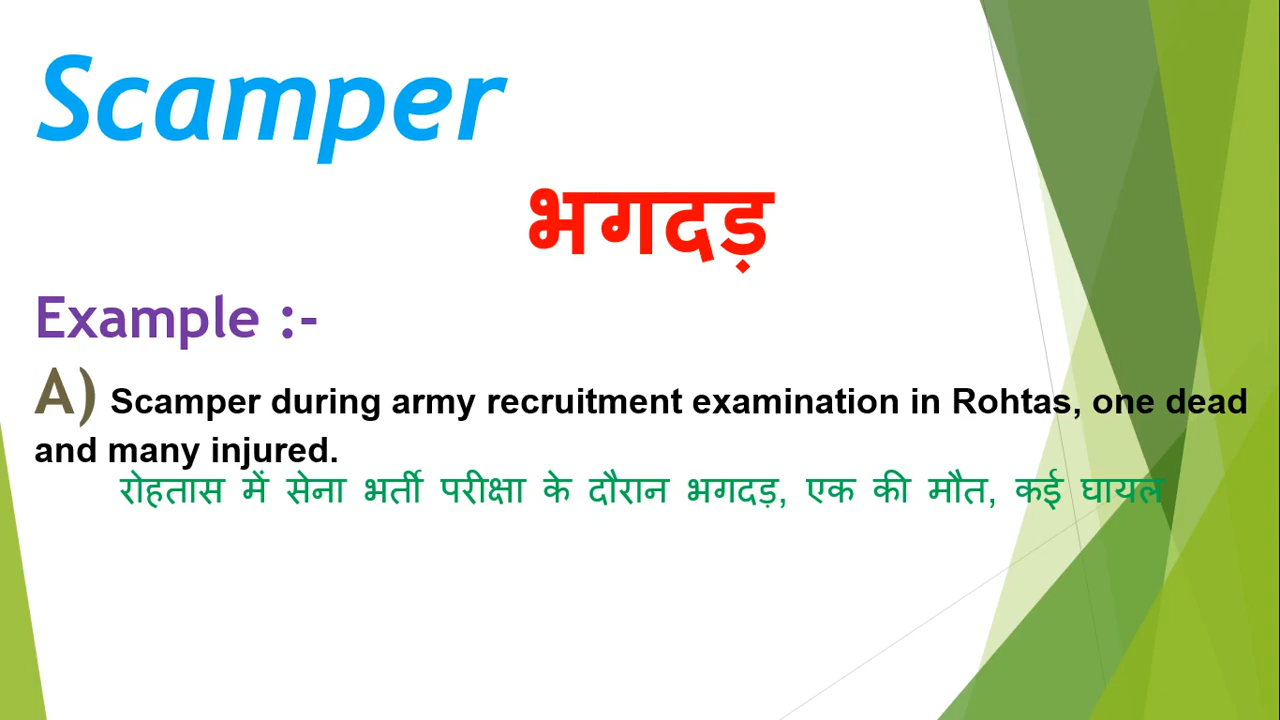 Scamper
भगदड़
Example :-
A) Scamper during army recruitment examination in Rohtas, one dead
and many injured.
रोहतास में सेना भर्ती परीक्षा के दौरान भगदड़, एक की मौत, कई घायल